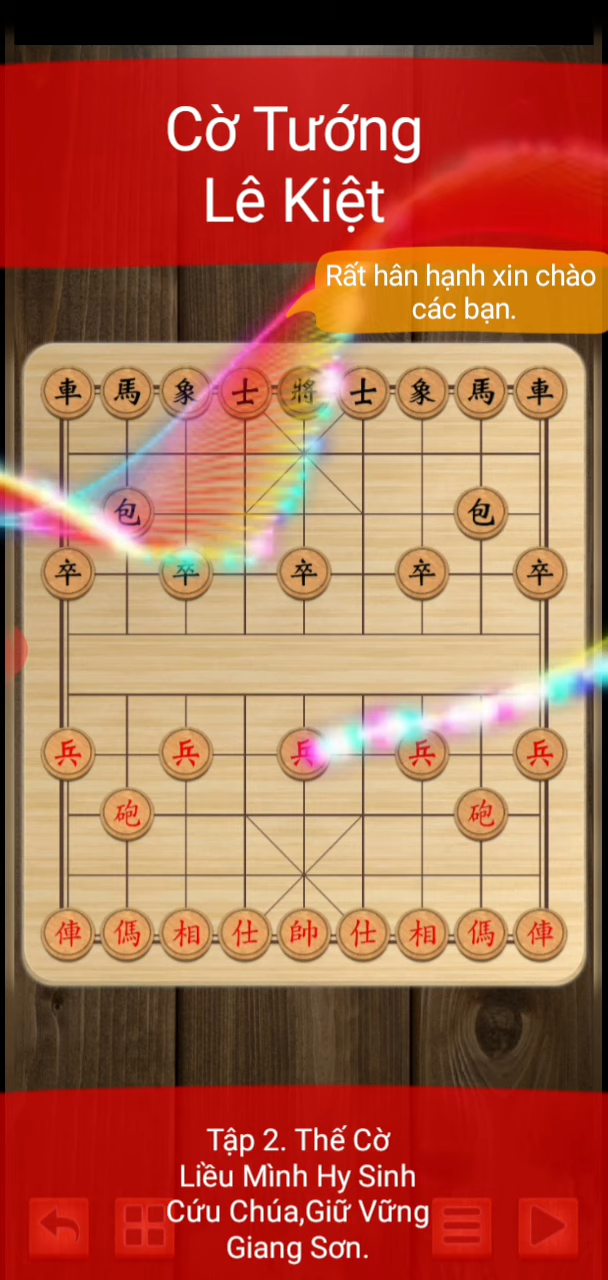 Cờ Tướng
Lê Kiệt
Rất hân hạnh xin chào
các bạn.
車馬象士將士象馬車
包包
卒卒卒卒卒
兵兵兵兵兵
砲砲
俥傌相仕帥仕相傌俥
Tập 2. Thế Cờ
Liều Mình Hy Sinh
Cứu Chúa,Giữ Vững
Giang Sơn.